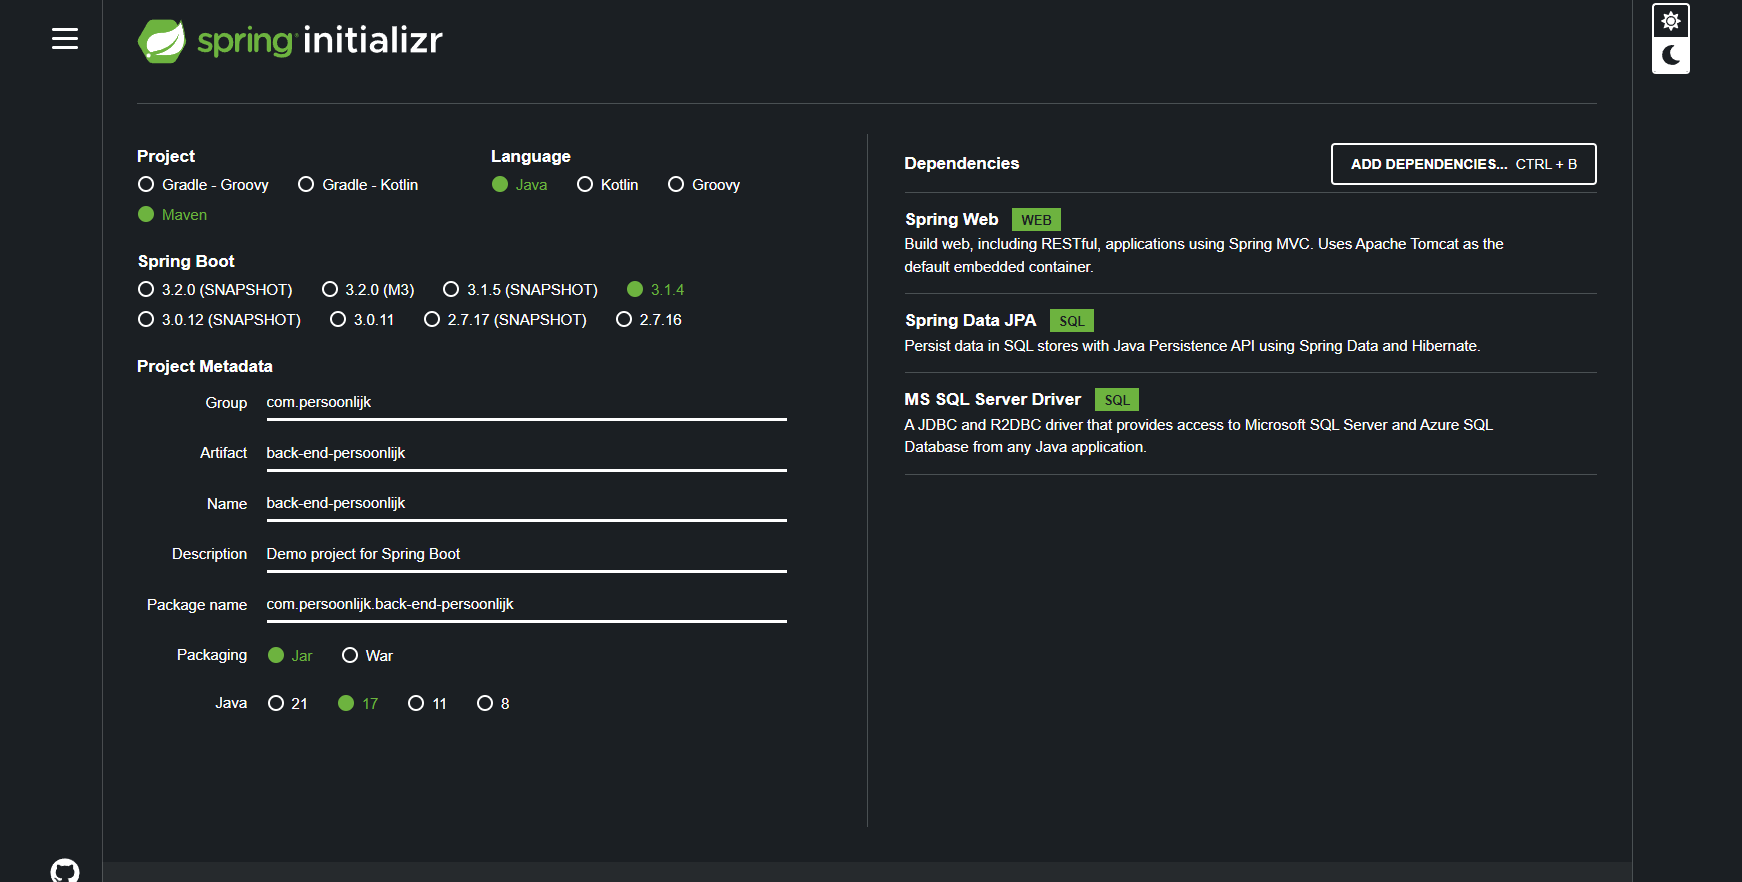 spring initializr
Project
Gradle - Groovy Gradle - Kotlin
Maven
Language
Java Kotlin Groovy
Spring Boot
3.2.0 (SNAPSHOT) 3.2.0 (M3) 3.1.5 (SNAPSHOT) 3.1.4
3.0.12 (SNAPSHOT) 3.0.11 2.7.17 (SNAPSHOT) 2.7.16
Project Metadata
Group com.persoonlijk
Artifact back-end-persoonlijk
Name back-end-persoonlijk
Description Demo project for Spring Boot
Package name com.persoonlijk.back-end-persoonlijk
Packaging Jar War
Java 21 17 11 8
Dependencies
ADD DEPENDENCIES... CTRL + B
Spring Web WEB
Build web, including RESTful, applications using Spring MVC. Uses Apache Tomcat as the
default embedded container.
Spring Data JPA SQL
Persist data in SQL stores with Java Persistence API using Spring Data and Hibernate.
MS SQL Server Driver SQL
A JDBC and R2DBC driver that provides access to Microsoft SQL Server and Azure SQL
Database from any Java application.